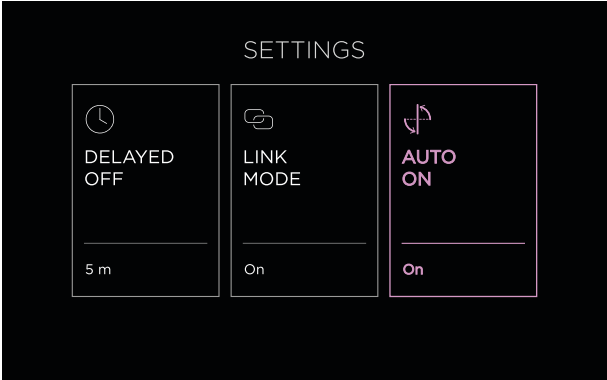 SETTINGS
DELAYED
OFF
5 m
LINK
MODE
On
AUTO
ON
On